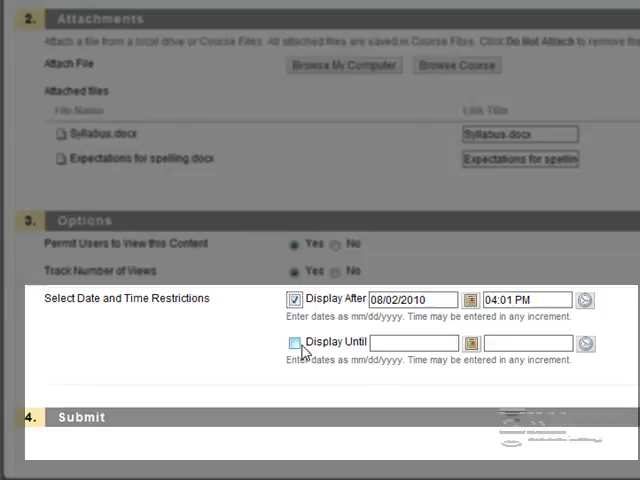 2. Attachments
Attach a file from a local drive or Course Files. All attached files are saved in Course Files. Click Do Not Attach to remove the
Attach File Browse My Computer Browse Course
Attached files
File Name Link Title
Syllabus.docx Syllabus.docx
Expectations for spelling.docx Expectations for spellin
3. Options
Permit Users to View this Content Yes No
Track Number of Views Yes No
Select Date and Time Restrictions Display After 08/02/2010 04:01 PM
Enter dates as mm/dd/yyyy. Time may be entered in any increment.
Display Until
Enter dates as mm/dd/yyyy. Time may be entered in any increment.
4. Submit